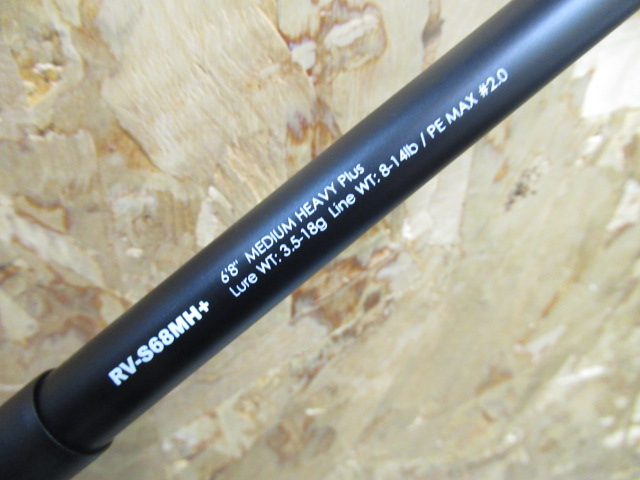 RV-S68MH+
6'8" MEDIUM HEAVY Plus
Lure WT: 3.5-18g Line WT: 8-14lb / PE MAX #2.0